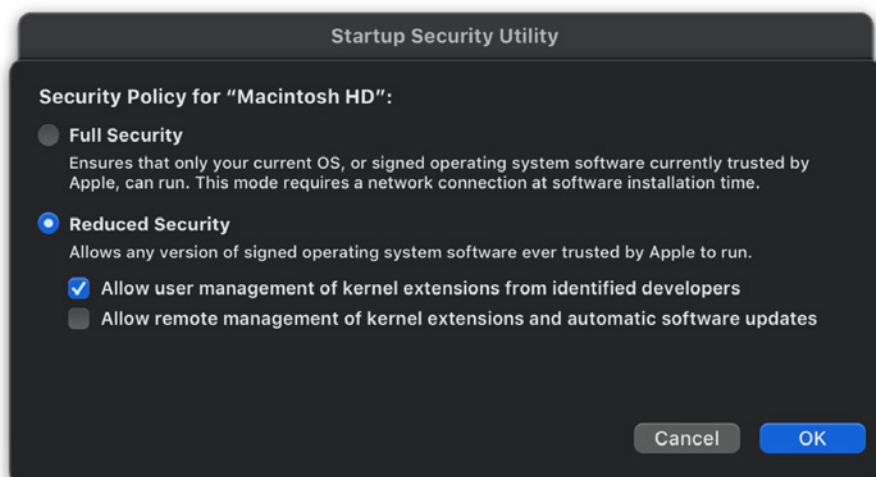 Startup Security Utility
Security Policy for “Macintosh HD”:
Full Security
Ensures that only your current OS, or signed operating system software currently trusted by
Apple, can run. This mode requires a network connection at software installation time.
Reduced Security
Allows any version of signed operating system software ever trusted by Apple to run.
Allow user management of kernel extensions from identified developers
Allow remote management of kernel extensions and automatic software updates
Cancel OK